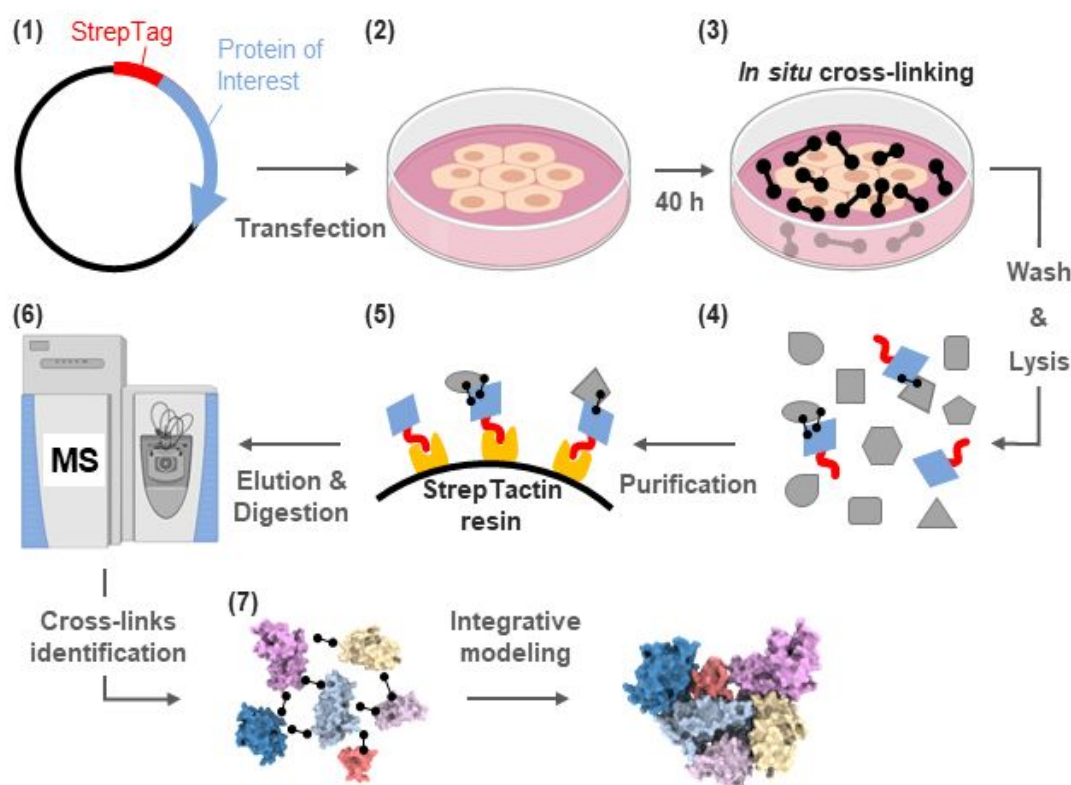 (1)
StrepTag
Protein of
Interest
Transfection
(2)
40 h
(3)
In situ cross-linking
Wash
&
Lysis
(4)
Purification
(5)
StrepTactin
resin
Elution &
Digestion
(6)
MS
Cross-links
identification
(7)
Integrative
modeling